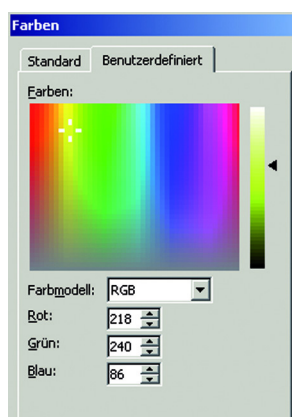 Farben
Standard Benutzerdefiniert
Farben:
Farbmodell: RGB
Rot: 218
Grün: 240
Blau: 86